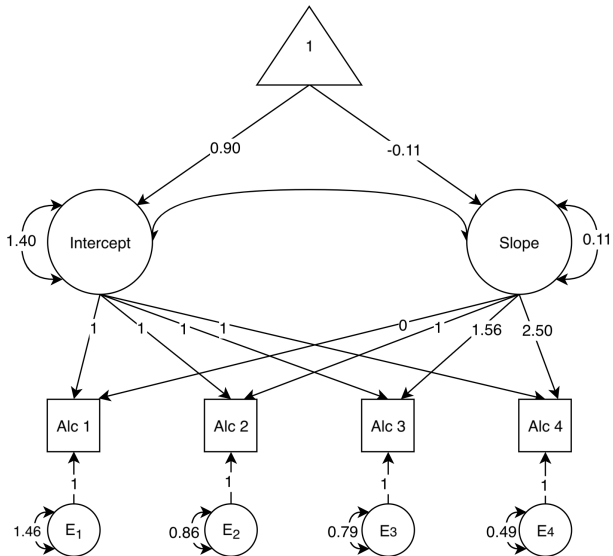 1
0.90
-0.11
1.40
Intercept
Slope
0.11
1
1
1
1
0
1
1.56
2.50
Alc 1
Alc 2
Alc 3
Alc 4
1
1
1
1
1.46
E1
0.86
E2
0.79
E3
0.49
E4